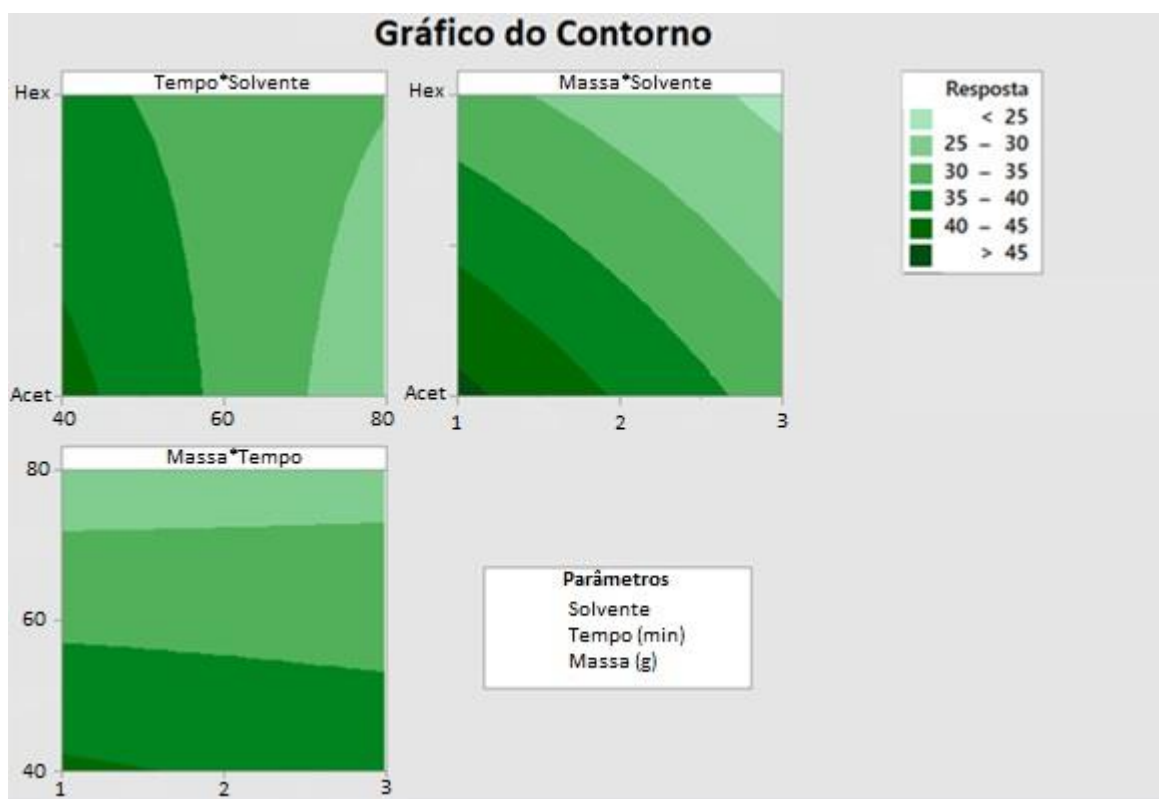 Gráfico do Contorno
Tempo*Solvente
Hex
Acet
40
60
80
Massa*Solvente
Hex
Acet
1
2
3
Resposta
< 25
25 – 30
30 – 35
35 – 40
40 – 45
> 45
Massa*Tempo
80
60
40
1
2
3
Parâmetros
Solvente
Tempo (min)
Massa (g)